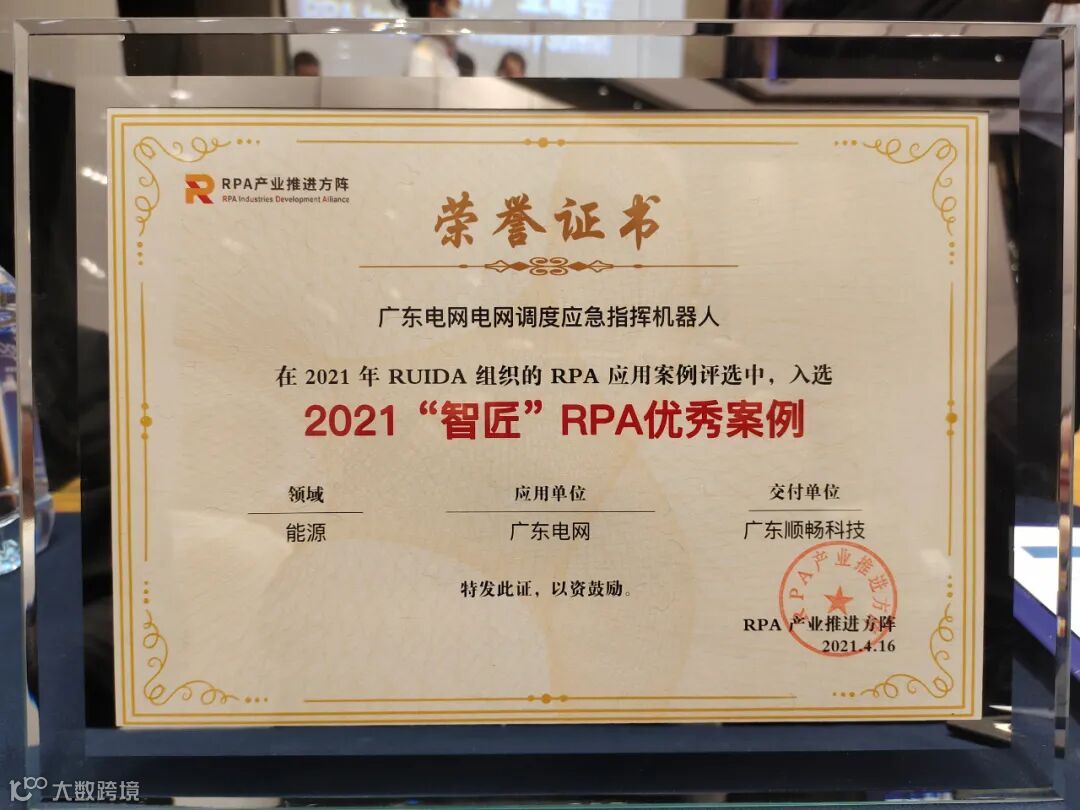 RPA产业推进方阵
RPA Industries Development Alliance
荣誉证书
广东电网电网调度应急指挥机器人
在 2021 年 RUIDA 组织的 RPA 应用案例评选中，入选
2021“智匠”RPA优秀案例
领域 应用单位 交付单位
能源 广东电网 广东顺畅科技
特发此证，以资鼓励。
RPA产业推进方阵
RPA 产业推进方阵
2021.4.16
大数跨境